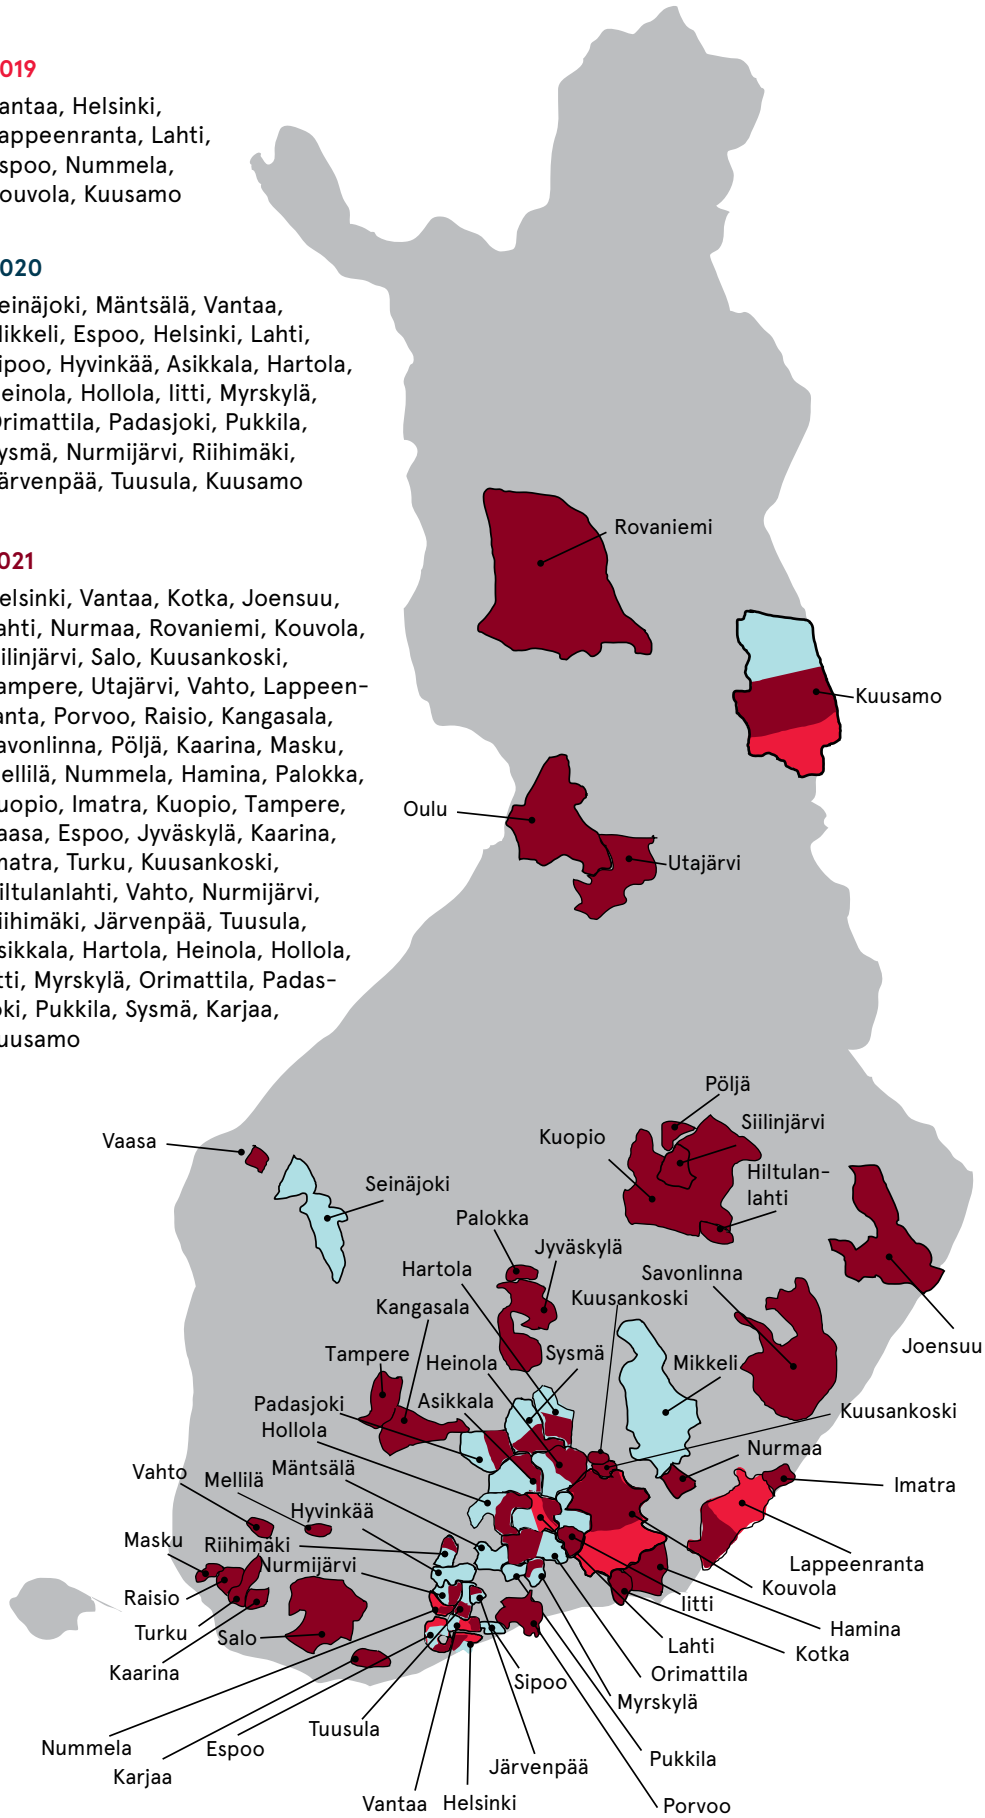 019
antaa, Helsinki,
appeenranta, Lahti,
spoo, Nummela,
ouvola, Kuusamo
020
einäjoki, Mäntsälä, Vantaa,
ikkeli, Espoo, Helsinki, Lahti,
ipoo, Hyvinkää, Asikkala, Hartola,
einola, Hollola, Iitti, Myrskylä,
rimattila, Padasjoki, Pukkila,
ysmä, Nurmijärvi, Riihimäki,
ärvenpää, Tuusula, Kuusamo
021
elsinki, Vantaa, Kotka, Joensuu,
ahti, Nurmaa, Rovaniemi, Kouvola,
iilinjärvi, Salo, Kuusankoski,
ampere, Utajärvi, Vahto, Lappeen-
anta, Porvoo, Raisio, Kangasala,
avonlinna, Pöljä, Kaarina, Masku,
ellilä, Nummela, Hamina, Palokka,
uopio, Imatra, Kuopio, Tampere,
aasa, Espoo, Jyväskylä, Kaarina,
matra, Turku, Kuusankoski,
iltulanlahti, Vahto, Nurmijärvi,
iihimäki, Järvenpää, Tuusula,
sikkala, Hartola, Heinola, Hollola,
tti, Myrskylä, Orimattila, Padas-
oki, Pukkila, Sysmä, Karjaa,
uusamo
Rovaniemi
Kuusamo
Oulu
Utajärvi
Pöljä
Siilinjärvi
Kuopio
Vaasa
Hiltulan-
lahti
Seinäjoki
Palokka
Jyväskylä
Hartola
Savonlinna
Kuusankoski
Kangasala
Joensuu
Tampere
Heinola
Sysmä
Mikkeli
Padasjoki
Asikkala
Kuusankoski
Hollola
Nurmaa
Vahto
Mellilä
Mäntsälä
Imatra
Hyvinkää
Masku
Riihimäki
Nurmijärvi
Lappeenranta
Kouvola
Raisio
Iitti
Turku
Salo
Hamina
Lahti
Kotka
Kaarina
Orimattila
Sipoo
Myrskylä
Tuusula
Nummela
Espoo
Pukkila
Järvenpää
Karjaa
Vantaa
Helsinki
Porvoo